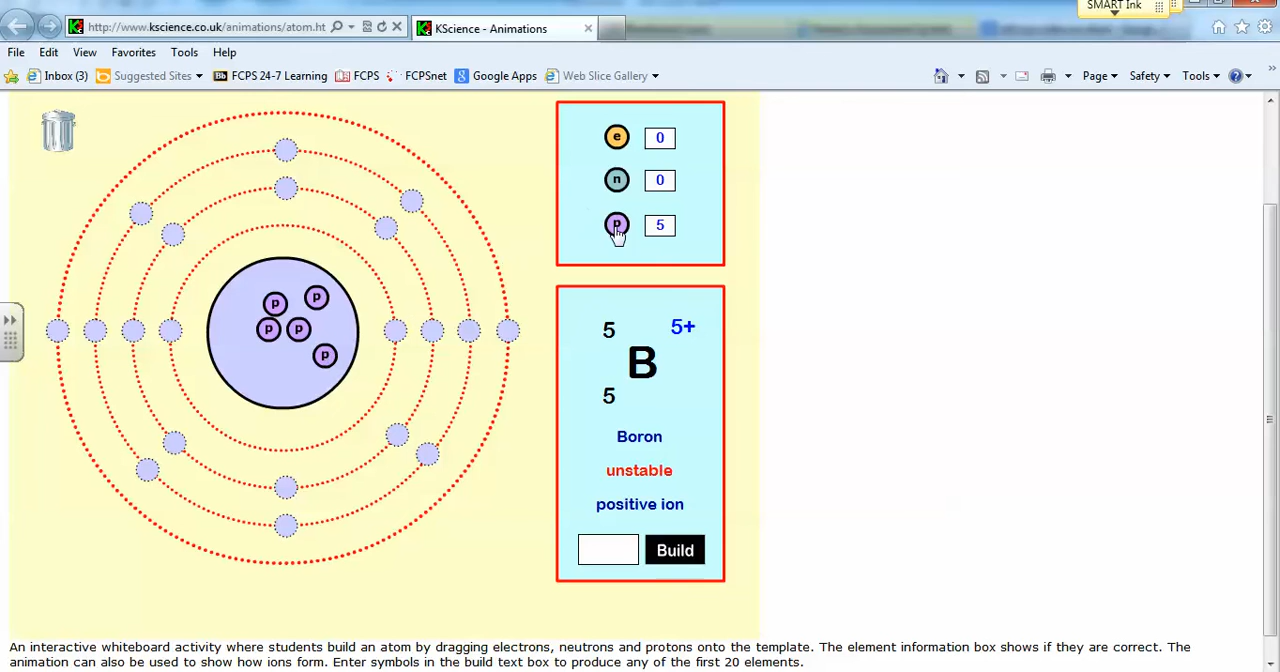 SMART Ink
http://www.kscience.co.uk/animations/atom.ht
KScience - Animations
File Edit View Favorites Tools Help
Inbox (3) Suggested Sites Bb FCPS 24-7 Learning FCPS FCPSnet Google Apps Web Slice Gallery Page Safety Tools
e 0
n 0
p 5
p p
p p
p
5 5+
B
5
Boron
unstable
positive ion
Build
An interactive whiteboard activity where students build an atom by dragging electrons, neutrons and protons onto the template. The element information box shows if they are correct. The
animation can also be used to show how ions form. Enter symbols in the build text box to produce any of the first 20 elements.